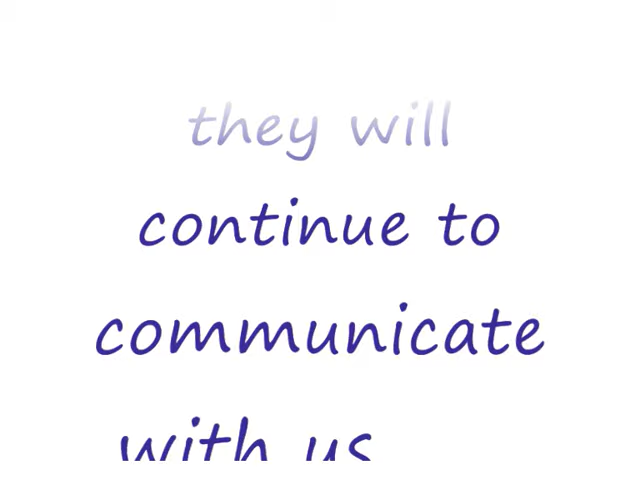 they will
continue to
communicate
with us